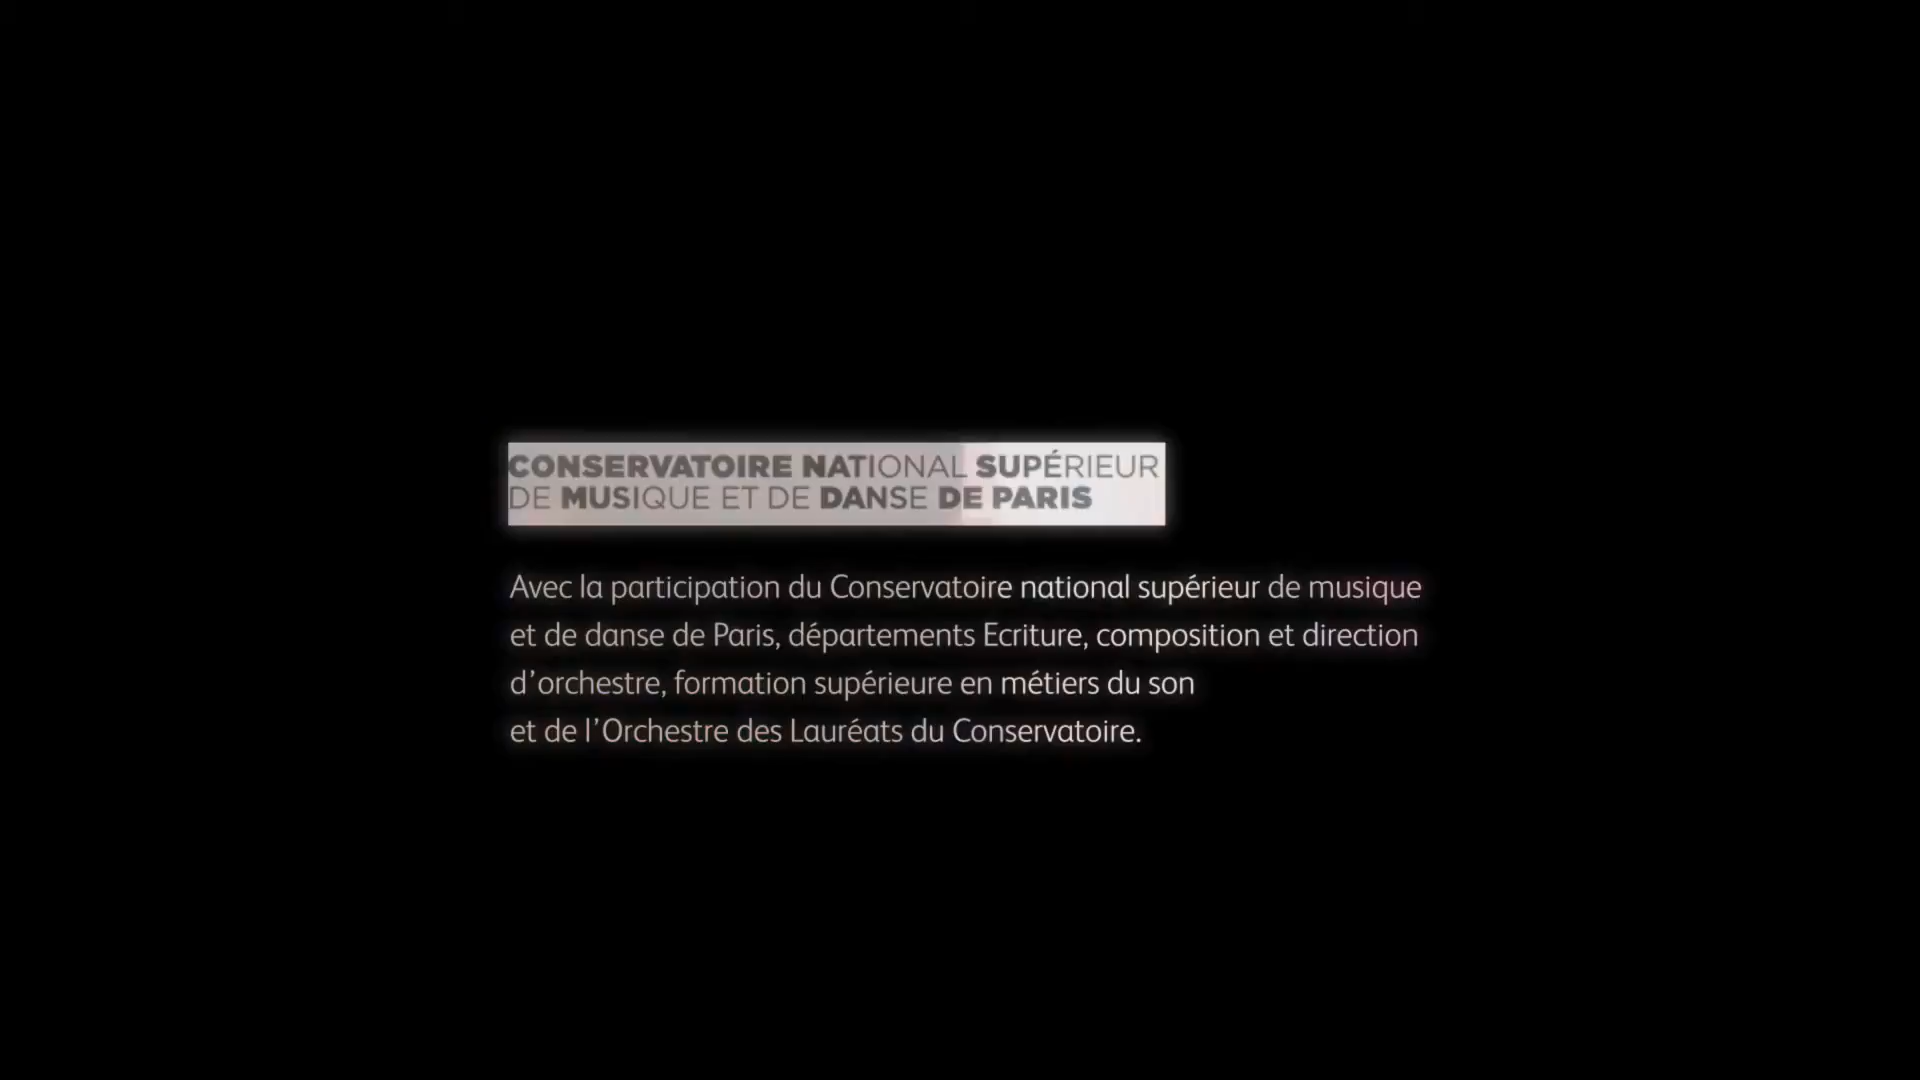 CONSERVATOIRE NATIONAL SUPÉRIEUR
DE MUSIQUE ET DE DANSE DE PARIS
Avec la participation du Conservatoire national supérieur de musique
et de danse de Paris, départements Ecriture, composition et direction
d’orchestre, formation supérieure en métiers du son
et de l’Orchestre des Lauréats du Conservatoire.